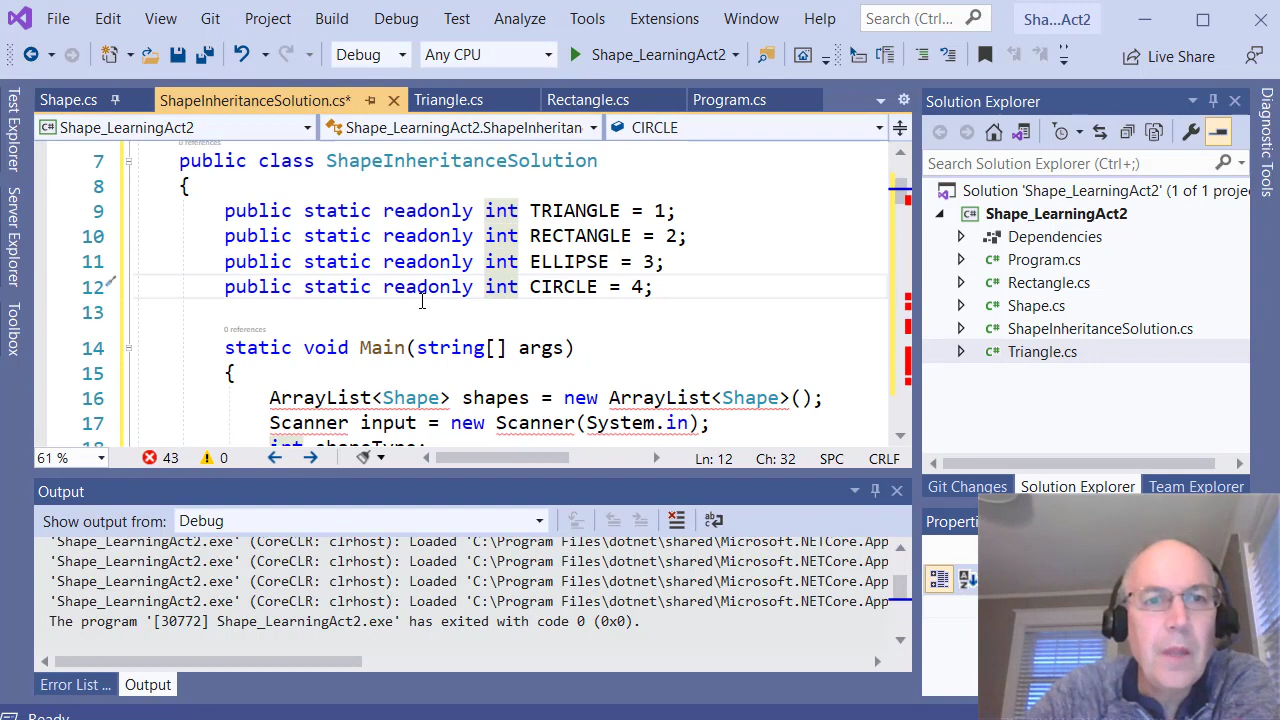 File Edit View Git Project Build Debug Test Analyze Tools Extensions Window Help Search (Ctrl... Sha...Act2
Debug Any CPU Shape_LearningAct2 Live Share
Shape.cs ShapeInheritanceSolution.cs* Triangle.cs Rectangle.cs Program.cs
Shape_LearningAct2 Shape_LearningAct2.ShapeInheritan CIRCLE
0 references
7 public class ShapeInheritanceSolution
8 {
9 public static readonly int TRIANGLE = 1;
10 public static readonly int RECTANGLE = 2;
11 public static readonly int ELLIPSE = 3;
12 public static readonly int CIRCLE = 4;
13
0 references
14 static void Main(string[] args)
15 {
16 ArrayList<Shape> shapes = new ArrayList<Shape>();
17 Scanner input = new Scanner(System.in);
18 int shapeType;
61 % 43 0 Ln: 12 Ch: 32 SPC CRLF
Output
Show output from: Debug
'Shape_LearningAct2.exe' (CoreCLR: clrhost): Loaded 'C:\Program Files\dotnet\shared\Microsoft.NETCore.App
'Shape_LearningAct2.exe' (CoreCLR: clrhost): Loaded 'C:\Program Files\dotnet\shared\Microsoft.NETCore.App
'Shape_LearningAct2.exe' (CoreCLR: clrhost): Loaded 'C:\Program Files\dotnet\shared\Microsoft.NETCore.App
'Shape_LearningAct2.exe' (CoreCLR: clrhost): Loaded 'C:\Program Files\dotnet\shared\Microsoft.NETCore.App
The program '[30772] Shape_LearningAct2.exe' has exited with code 0 (0x0).
Error List ... Output
Ready
Test Explorer
Server Explorer
Toolbox
Solution Explorer
Search Solution Explorer (Ctrl+;)
Solution 'Shape_LearningAct2' (1 of 1 proje
Shape_LearningAct2
Dependencies
C# Program.cs
C# Rectangle.cs
C# Shape.cs
C# ShapeInheritanceSolution.cs
C# Triangle.cs
Git Changes Solution Explorer Team Explorer
Properti
Diagnostic Tools